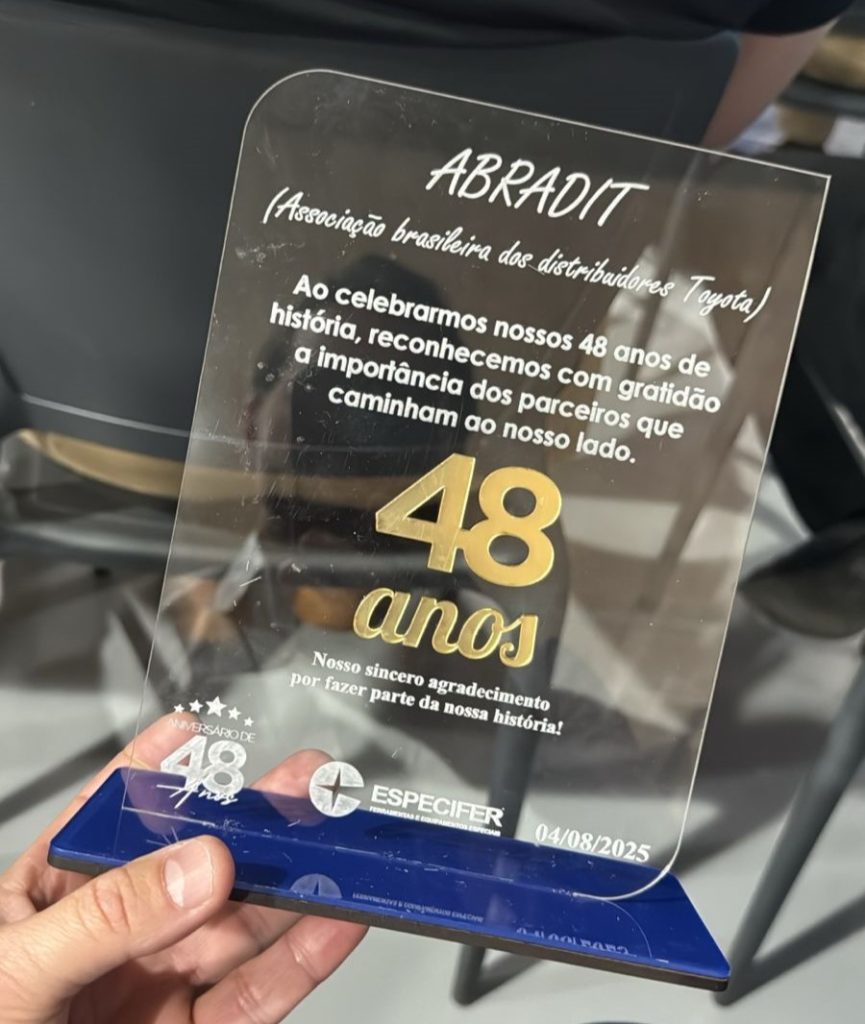 ABRADIT
(Associação brasileira dos distribuidores Toyota)
Ao celebrarmos nossos 48 anos de
história, reconhecemos com gratidão
a importância dos parceiros que
caminham ao nosso lado.
48
anos
Nosso sincero agradecimento
por fazer parte da nossa história!
ANIVERSÁRIO DE
48
Anos
ESPECIFER
FERRAMENTAS E EQUIPAMENTOS ESPECIAIS
04/08/2025